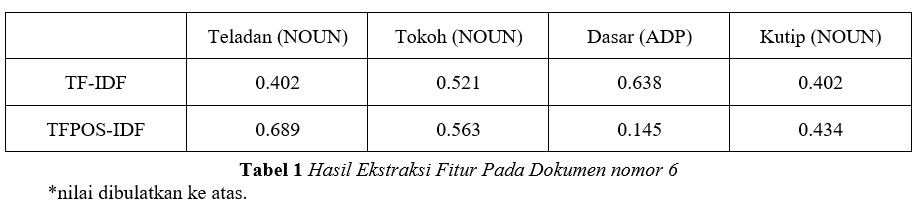 Teladan (NOUN) Tokoh (NOUN) Dasar (ADP) Kutip (NOUN)
TF-IDF 0.402 0.521 0.638 0.402
TFPOS-IDF 0.689 0.563 0.145 0.434
Tabel 1 Hasil Ekstraksi Fitur Pada Dokumen nomor 6
*nilai dibulatkan ke atas.